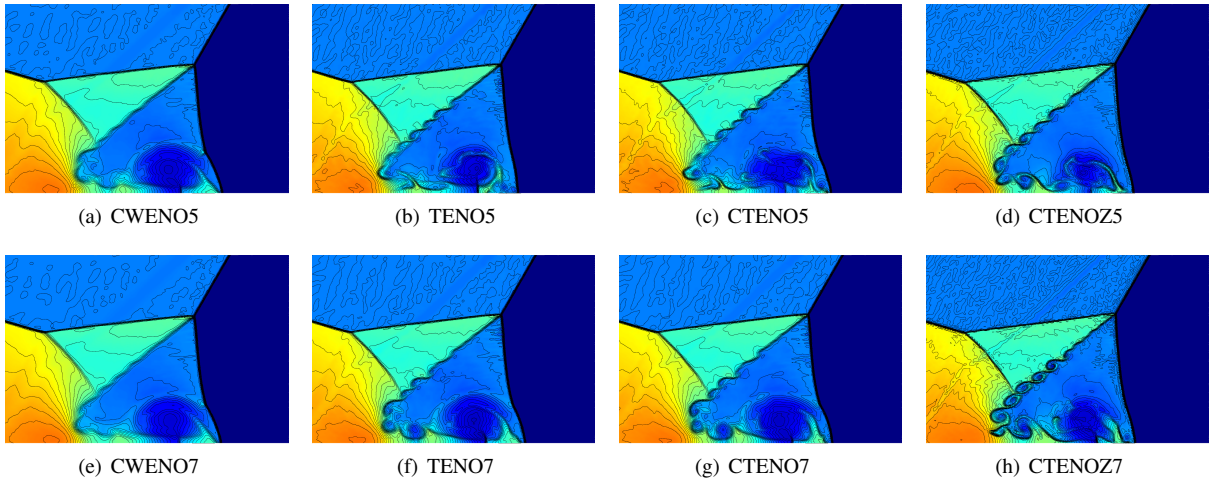 (a) CWENO5
(b) TENO5
(c) CTENO5
(d) CTENOZ5
(e) CWENO7
(f) TENO7
(g) CTENO7
(h) CTENOZ7